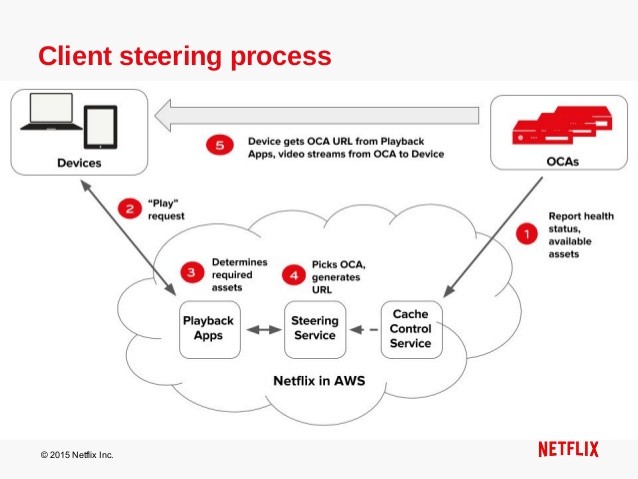 Client steering process
Devices
5
Device gets OCA URL from Playback
Apps, video streams from OCA to Device
OCAs
2
“Play”
request
1
Report health
status,
available
assets
3
Determines
required
assets
4
Picks OCA,
generates
URL
Playback
Apps
Steering
Service
Cache
Control
Service
Netflix in AWS
© 2015 Netflix Inc.
NETFLIX